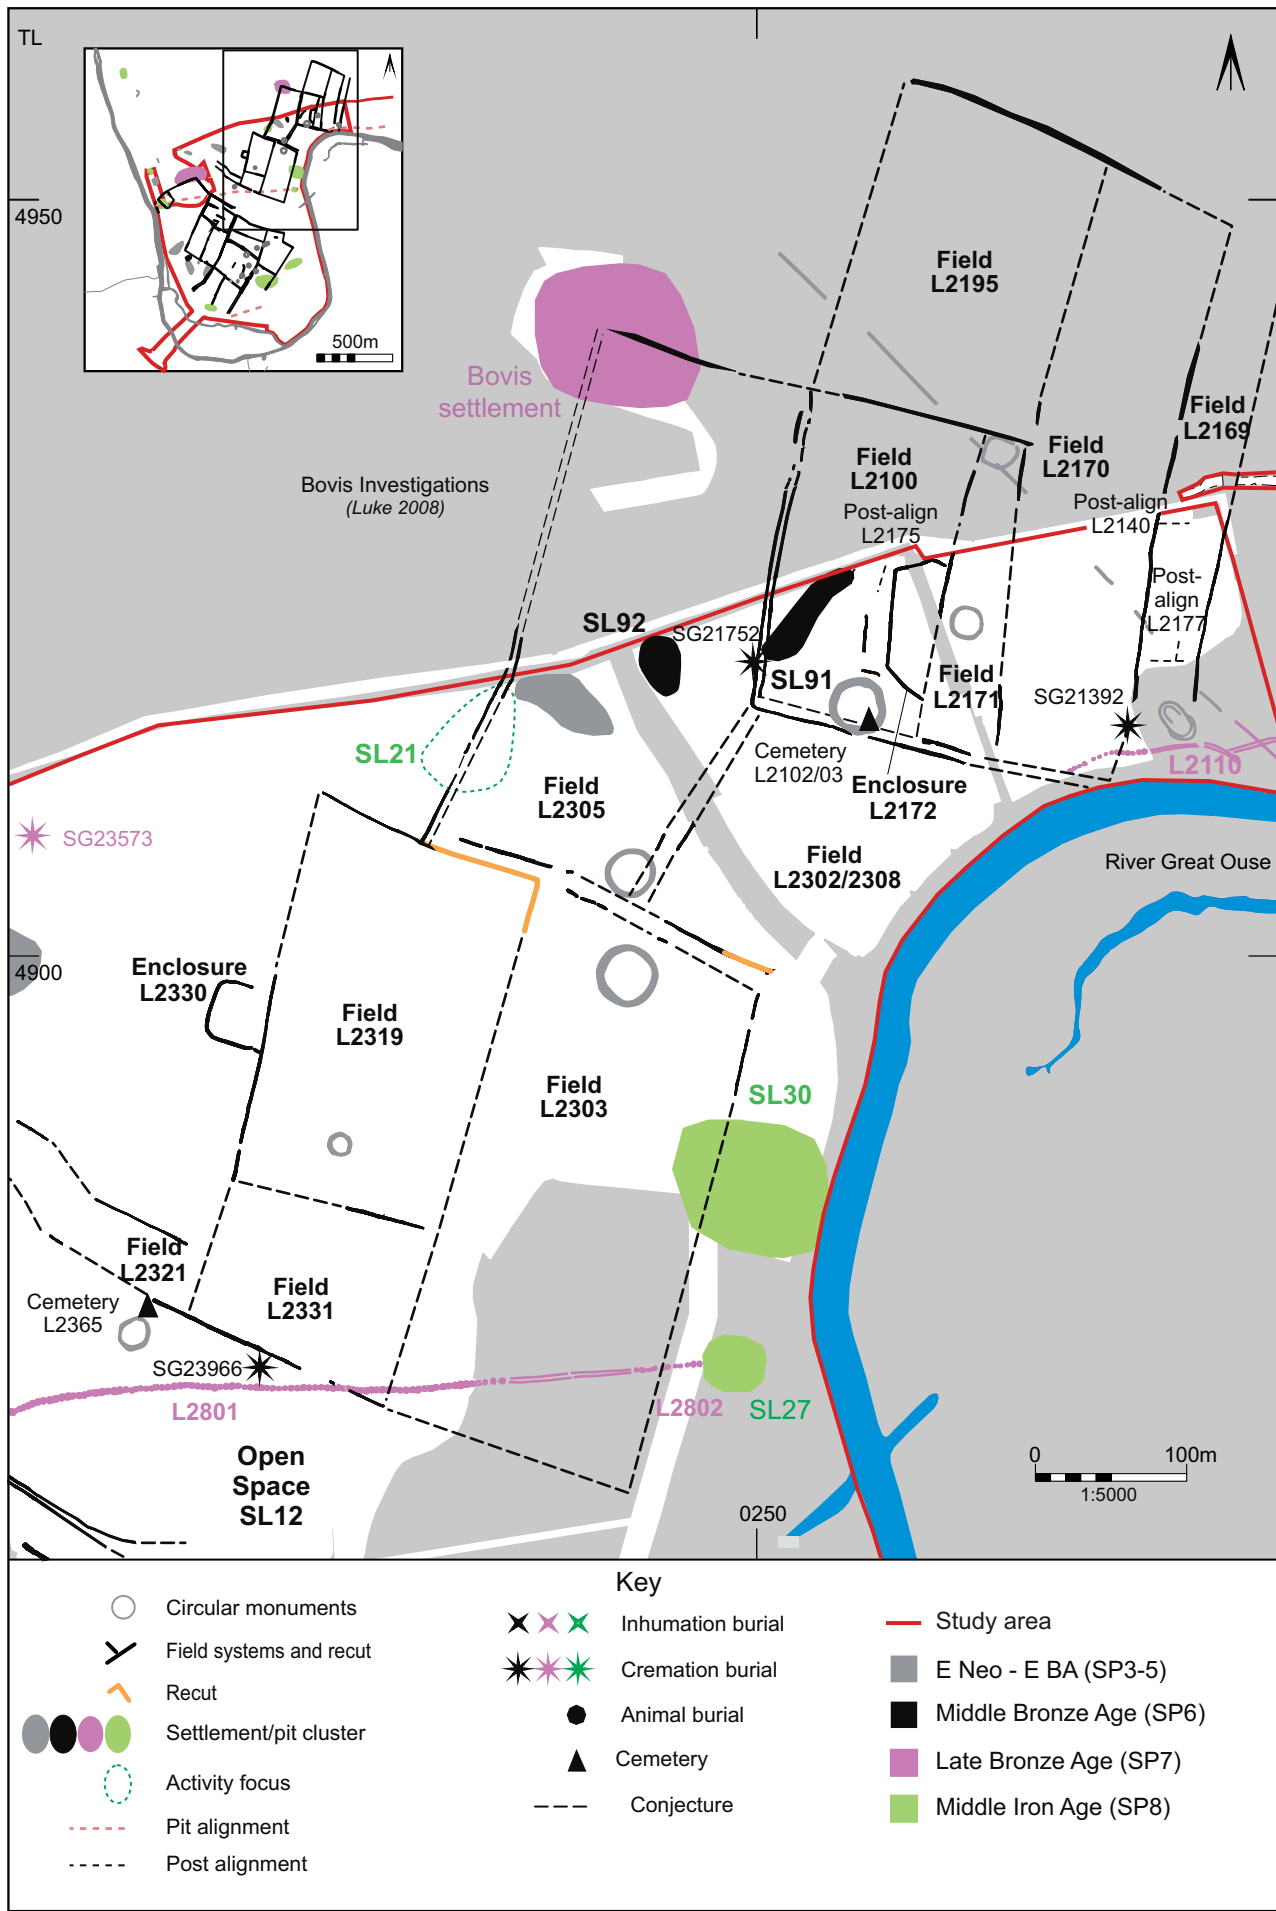 TL
500m
4950
Field
L2195
Bovis
settlement
Field
L2169
Field
L2100
Field
L2170
Bovis Investigations
(Luke 2008)
Post-align
L2175
Post-align
L2140
Post-
align
L2177
SL92
SG21752
SL91
Field
L2171
SG21392
SL21
Cemetery
L2102/03
L2110
Field
L2305
Enclosure
L2172
SG23573
Field
L2302/2308
River Great Ouse
4900
Enclosure
L2330
Field
L2319
Field
L2303
SL30
Field
L2321
Field
L2331
Cemetery
L2365
SG23966
L2801
L2802
SL27
Open
Space
SL12
0
100m
1:5000
0250
Key
Circular monuments
Field systems and recut
Recut
Settlement/pit cluster
Activity focus
Pit alignment
Post alignment
Inhumation burial
Cremation burial
Animal burial
Cemetery
Conjecture
Study area
E Neo - E BA (SP3-5)
Middle Bronze Age (SP6)
Late Bronze Age (SP7)
Middle Iron Age (SP8)